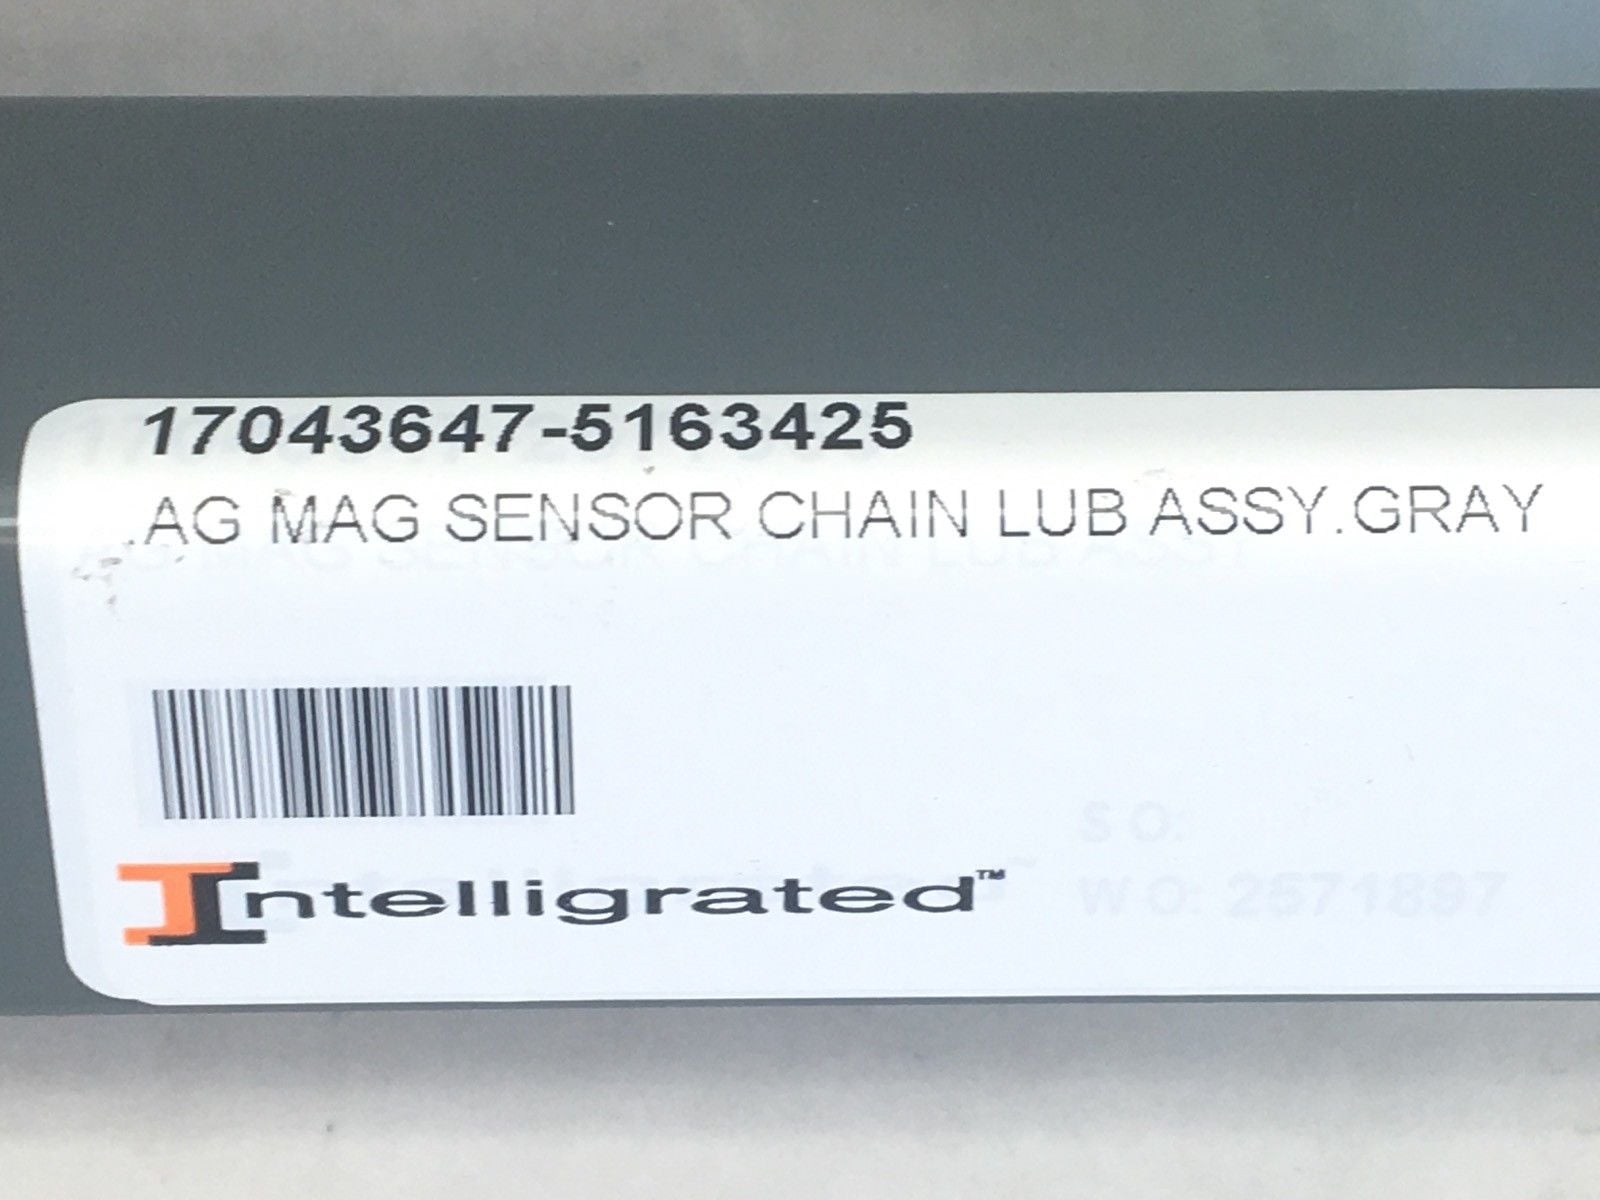 17043647-5163425
.AG MAG SENSOR CHAIN LUB ASSY.GRAY
Intelligrated™
S O:
W O: 2571897